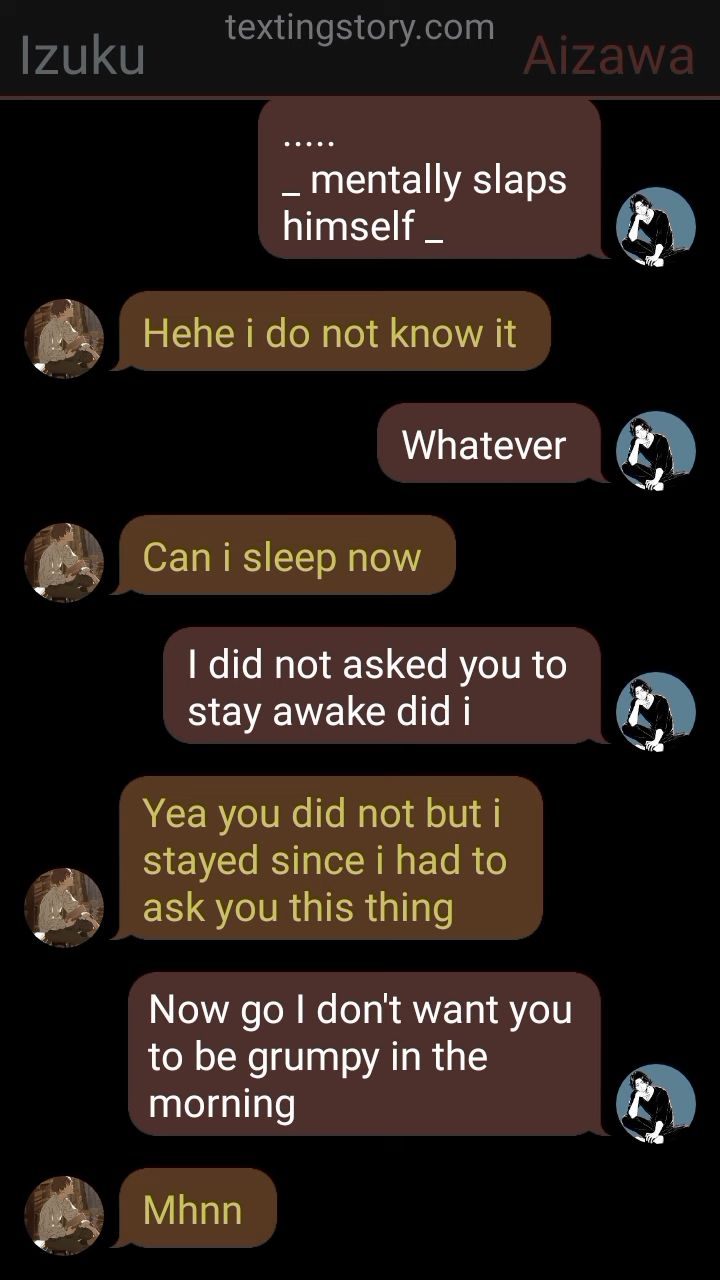 textingstory.com
Izuku
Aizawa
.....
_ mentally slaps
himself _
Hehe i do not know it
Whatever
Can i sleep now
I did not asked you to
stay awake did i
Yea you did not but i
stayed since i had to
ask you this thing
Now go I don't want you
to be grumpy in the
morning
Mhnn